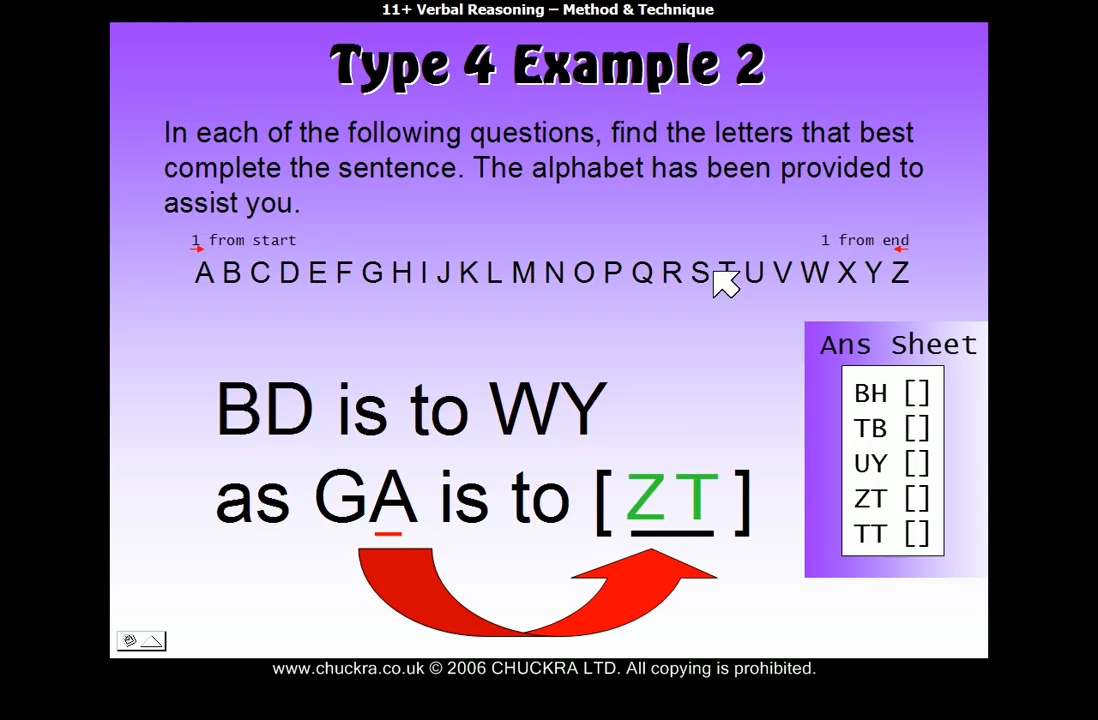 11+ Verbal Reasoning – Method & Technique
Type 4 Example 2
In each of the following questions, find the letters that best
complete the sentence. The alphabet has been provided to
assist you.
1 from start 1 from end
A B C D E F G H I J K L M N O P Q R S T U V W X Y Z
Ans Sheet
BH []
TB []
UY []
ZT []
TT []
BD is to WY
as GA is to [ Z T ]
www.chuckra.co.uk © 2006 CHUCKRA LTD. All copying is prohibited.